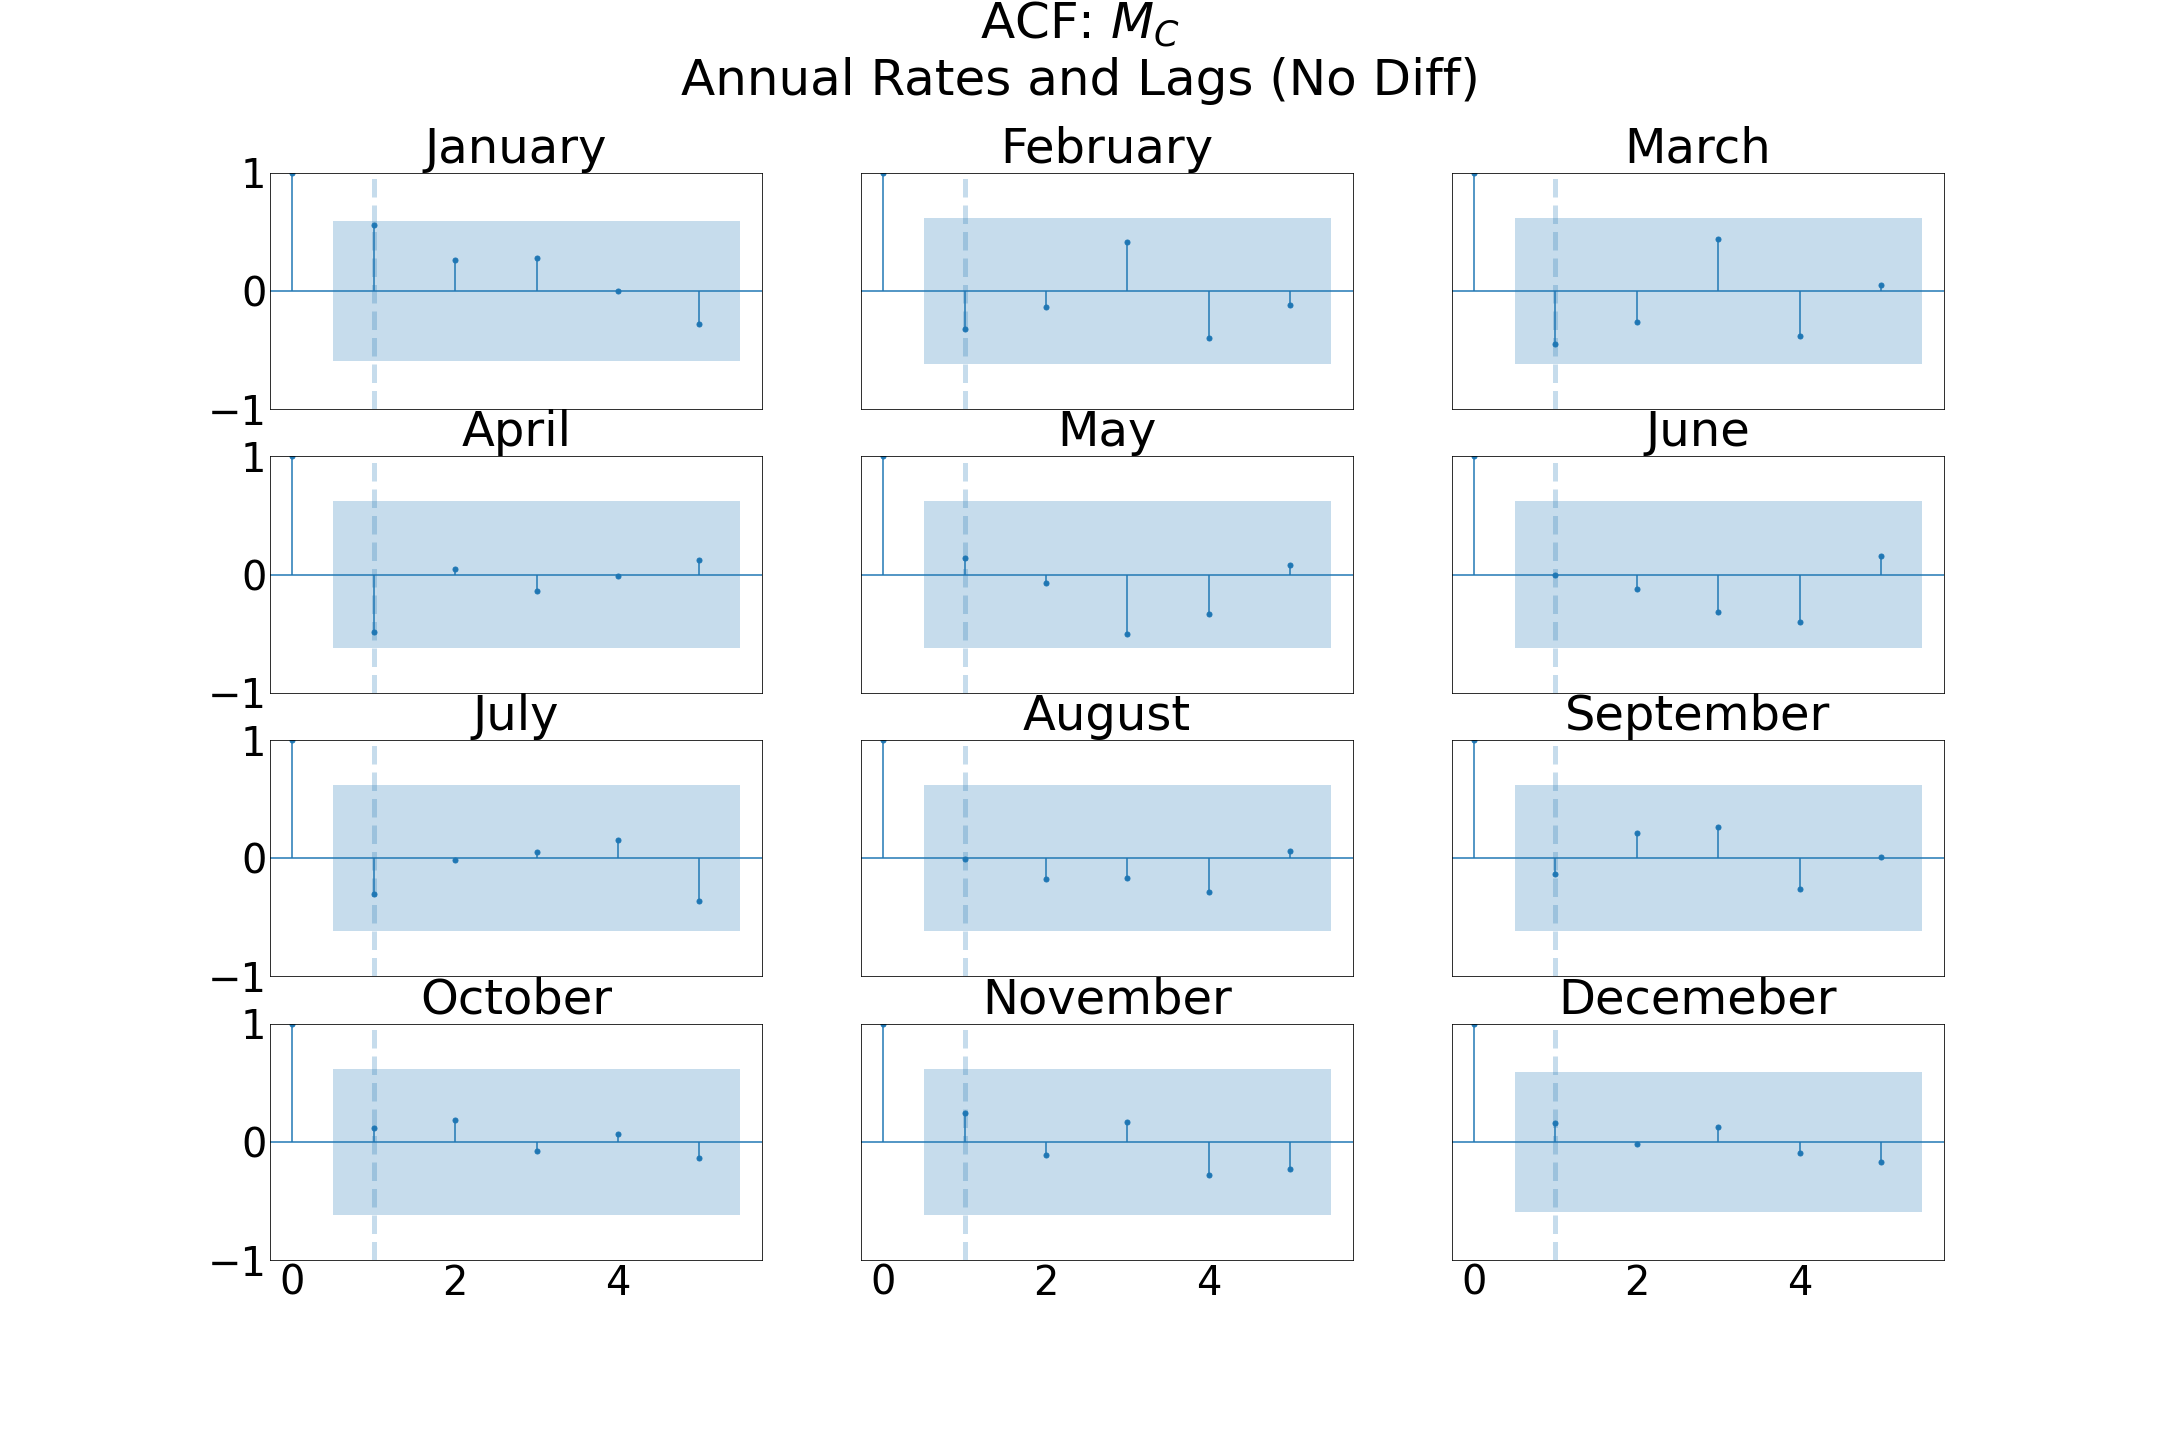 ACF: M_C
Annual Rates and Lags (No Diff)
January February March
1
0
−1
April May June
1
0
−1
July August September
1
0
−1
October November Decemeber
1
0
−1
0 2 4 0 2 4 0 2 4